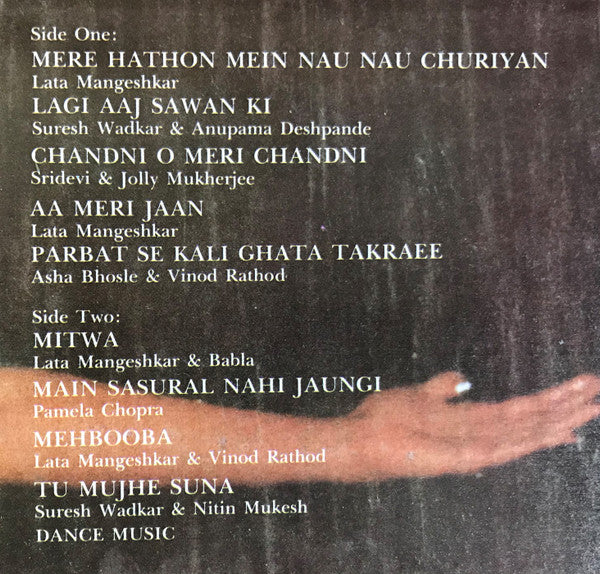 Side One:
MERE HATHON MEIN NAU NAU CHURIYAN
Lata Mangeshkar
LAGI AAJ SAWAN KI
Suresh Wadkar & Anupama Deshpande
CHANDNI O MERI CHANDNI
Sridevi & Jolly Mukherjee
AA MERI JAAN
Lata Mangeshkar
PARBAT SE KALI GHATA TAKRAEE
Asha Bhosle & Vinod Rathod
Side Two:
MITWA
Lata Mangeshkar & Babla
MAIN SASURAL NAHI JAUNGI
Pamela Chopra
MEHBOOBA
Lata Mangeshkar & Vinod Rathod
TU MUJHE SUNA
Suresh Wadkar & Nitin Mukesh
DANCE MUSIC